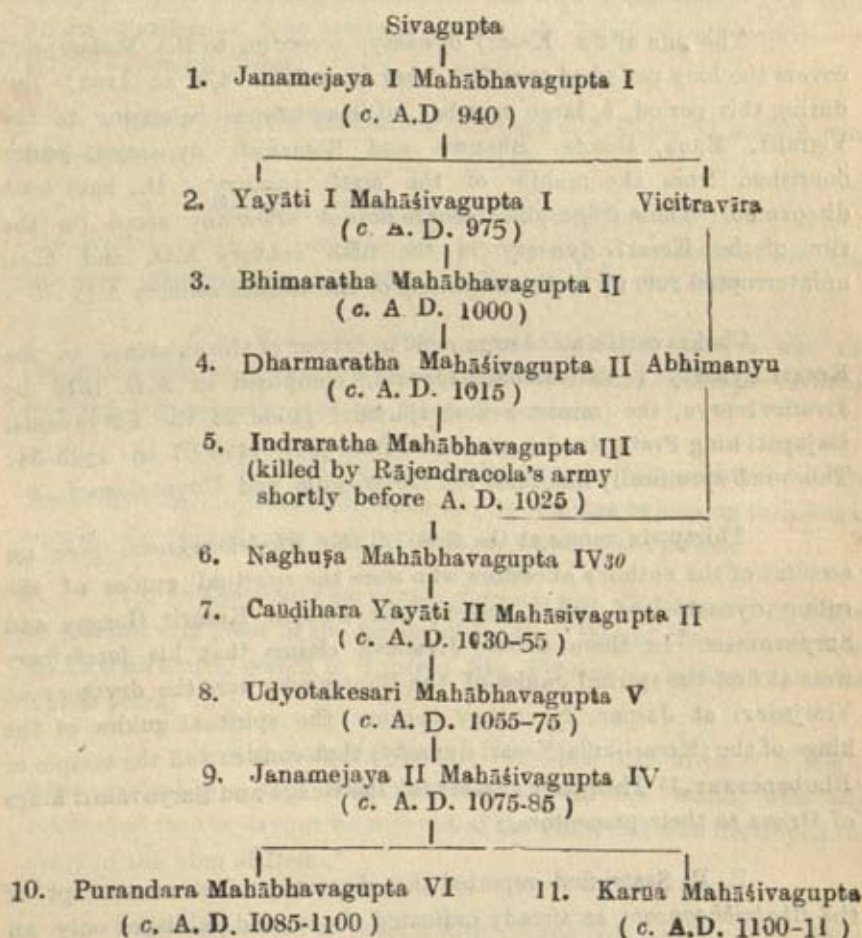 Sivagupta
1. Janamejaya I Mahābhavagupta I
( c. A.D 940 )
2. Yayāti I Mahāśivagupta I Vicitravīra
( c A. D. 975 )
3. Bhimaratha Mahābhavagupta II
( c. A D. 1000 )
4. Dharmaratha Mahāśivagupta II Abhimanyu
( c. A. D. 1015 )
5. Indraratha Mahābhavagupta III
(killed by Rājendracola's army
shortly before A. D. 1025 )
6. Naghuṣa Mahābhavagupta IV30
7. Caṇḍihara Yayāti II Mahāsivagupta II
( c. A. D. 1030-55 )
8. Udyotakesari Mahābhavagupta V
( c. A. D. 1055-75 )
9. Janamejaya II Mahāśivagupta IV
( c. A. D. 1075-85 )
10. Purandara Mahābhavagupta VI 11. Karṇa Mahāśivagupta
( c. A. D. I085-1100 ) ( c. A.D. 1100-11 )